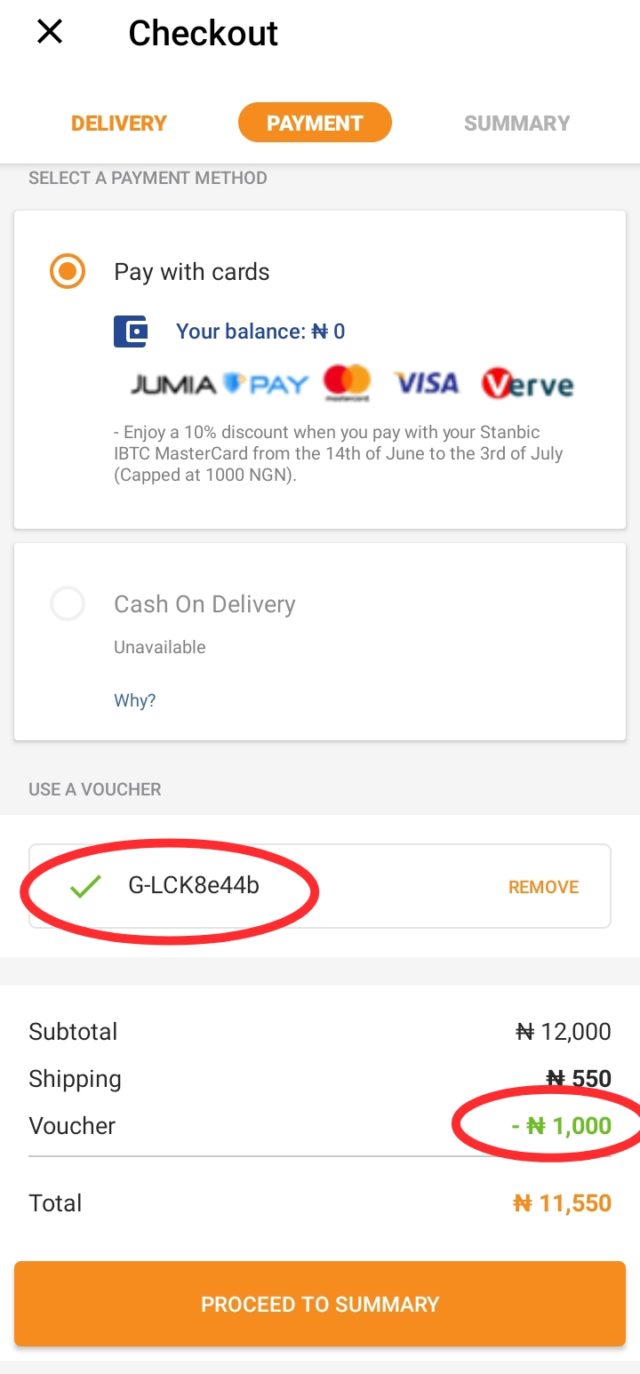 Checkout
DELIVERY
PAYMENT
SUMMARY
SELECT A PAYMENT METHOD
Pay with cards
Your balance: ₦ 0
JUMIA PAY mastercard VISA Verve
- Enjoy a 10% discount when you pay with your Stanbic
IBTC MasterCard from the 14th of June to the 3rd of July
(Capped at 1000 NGN).
Cash On Delivery
Unavailable
Why?
USE A VOUCHER
G-LCK8e44b
REMOVE
Subtotal ₦ 12,000
Shipping ₦ 550
Voucher - ₦ 1,000
Total ₦ 11,550
PROCEED TO SUMMARY